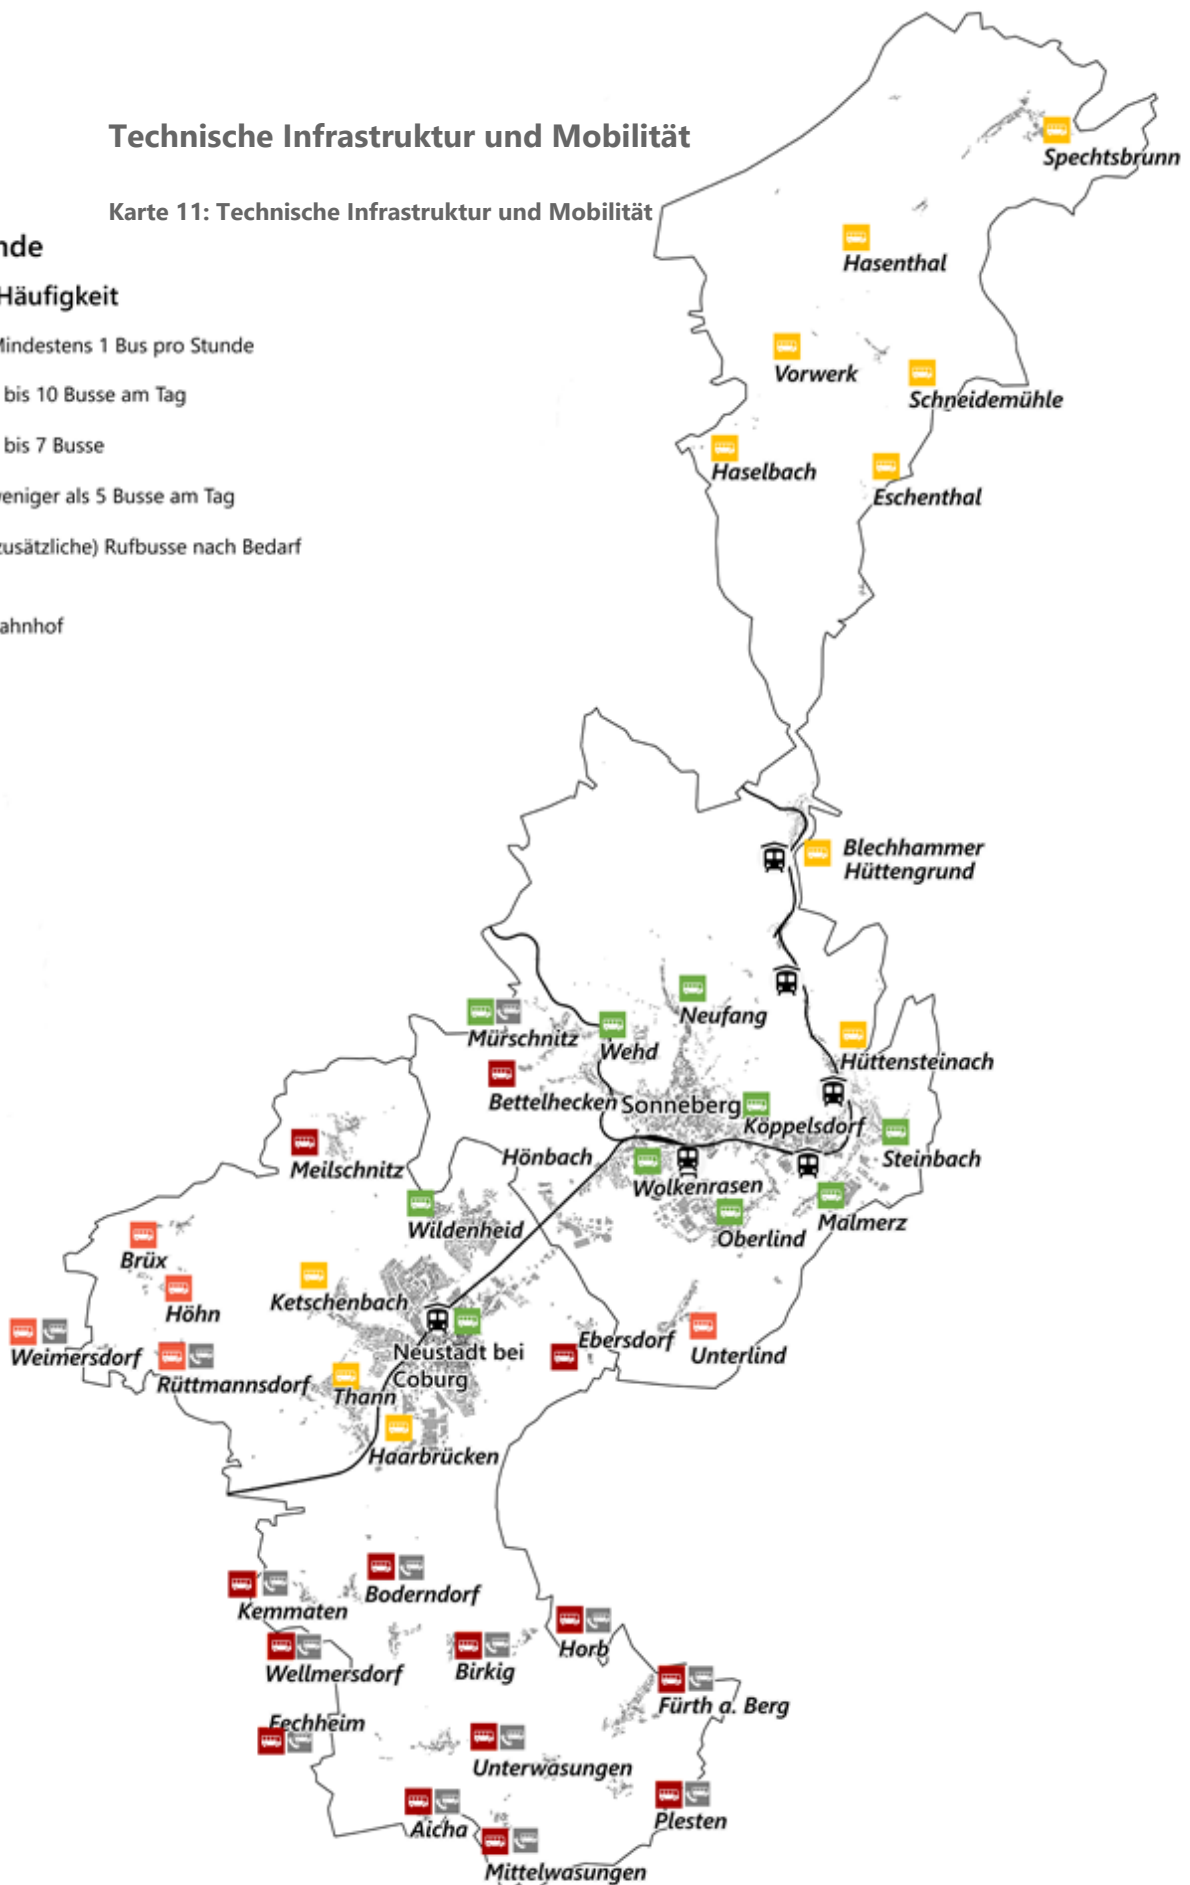 Technische Infrastruktur und Mobilität
Karte 11: Technische Infrastruktur und Mobilität
nde
Häufigkeit
Mindestens 1 Bus pro Stunde
bis 10 Busse am Tag
bis 7 Busse
weniger als 5 Busse am Tag
zusätzliche) Rufbusse nach Bedarf
ahnhof
Spechtsbrunn
Hasenthal
Vorwerk
Schneidemühle
Haselbach
Eschenthal
Blechhammer
Hüttengrund
Neufang
Mürschnitz
Wehd
Hüttensteinach
Bettelhecken
Sonneberg
Köppelsdorf
Steinbach
Meilschnitz
Hönbach
Wolkenrasen
Malmerz
Wildenheid
Oberlind
Brüx
Ketschenbach
Höhn
Weimersdorf
Rüttmannsdorf
Neustadt bei
Coburg
Ebersdorf
Unterlind
Thann
Haarbrücken
Boderndorf
Kemmaten
Horb
Wellmersdorf
Birkig
Fürth a. Berg
Fechheim
Unterwasungen
Plesten
Aicha
Mittelwasungen